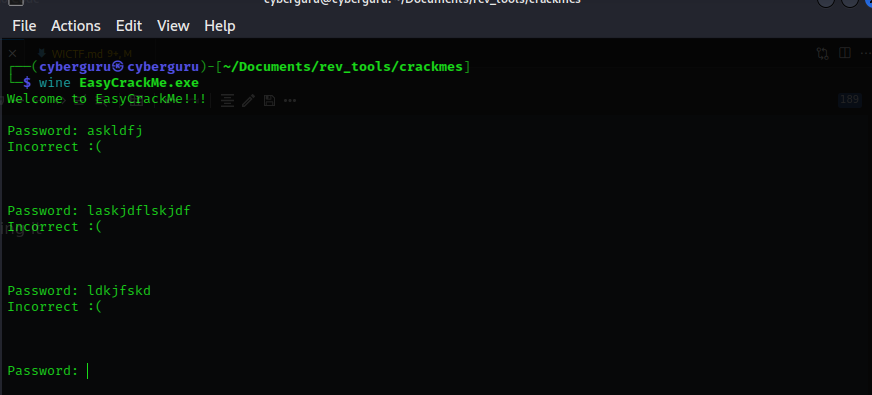 cyberguru@cyberguru: ~/Documents/rev_tools/crackmes
File Actions Edit View Help
WICTF.md 9+, M
┌──(cyberguru㉿cyberguru)-[~/Documents/rev_tools/crackmes]
└─$ wine EasyCrackMe.exe
Welcome to EasyCrackMe!!!
189
Password: askldfj
Incorrect :(
Password: laskjdflskjdf
Incorrect :(
Password: ldkjfskd
Incorrect :(
Password: